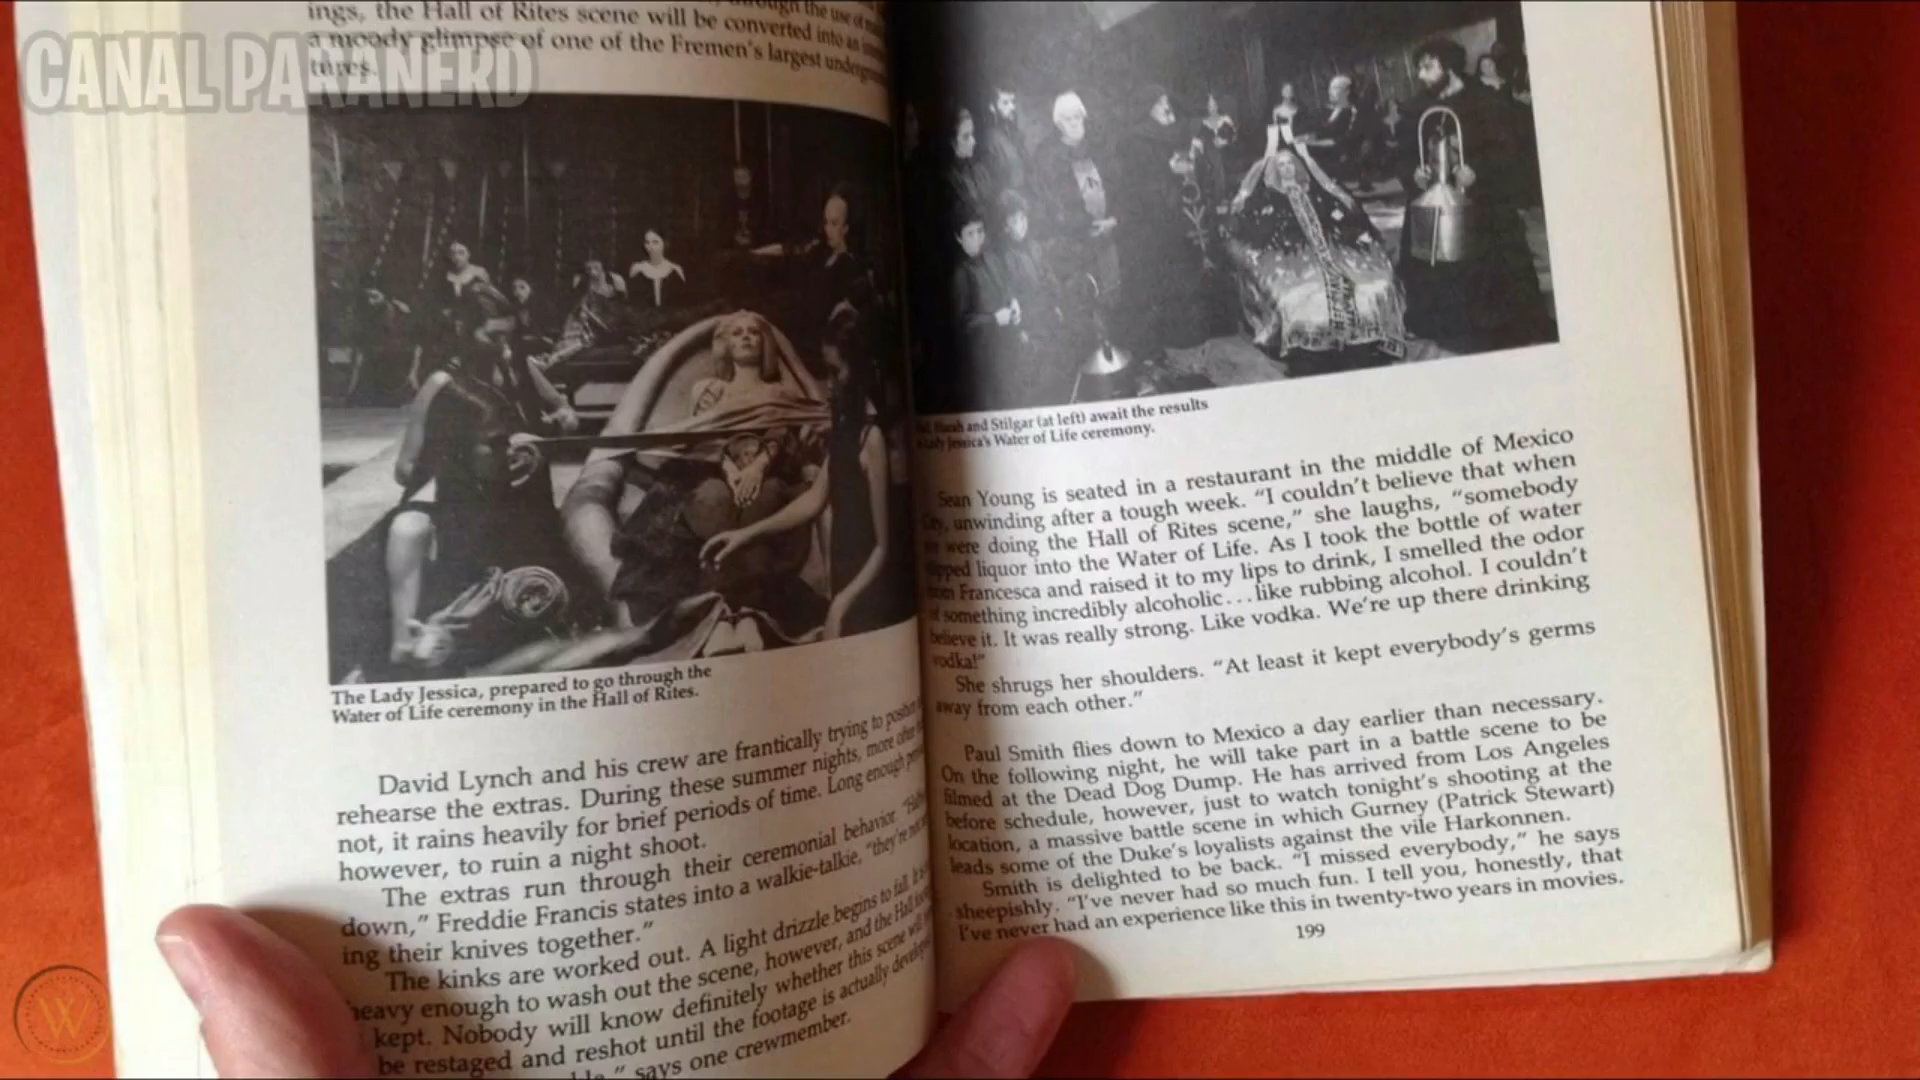 CANAL PARANERD
ings, the Hall of Rites scene will be converted into an
a moody glimpse of one of the Fremen's largest
tures.
The Lady Jessica, prepared to go through the
Water of Life ceremony in the Hall of Rites.
David Lynch and his crew are frantically trying to position
rehearse the extras. During these summer nights, more often
not, it rains heavily for brief periods of time. Long enough
however, to ruin a night shoot.
The extras run through their ceremonial behavior.
down," Freddie Francis states into a walkie-talkie, "they're
ing their knives together."
The kinks are worked out. A light drizzle begins to fall.
heavy enough to wash out the scene, however, and the Hall
kept. Nobody will know definitely whether this scene will
be restaged and reshot until the footage is actually
says one crewmember.
and Stilgar (at left) await the results
Lady Jessica's Water of Life ceremony.
Sean Young is seated in a restaurant in the middle of Mexico
City, unwinding after a tough week. "I couldn't believe that when
we were doing the Hall of Rites scene," she laughs, "somebody
slipped liquor into the Water of Life. As I took the bottle of water
from Francesca and raised it to my lips to drink, I smelled the odor
of something incredibly alcoholic...like rubbing alcohol. I couldn't
believe it. It was really strong. Like vodka. We're up there drinking
vodka!"
She shrugs her shoulders. "At least it kept everybody's germs
away from each other."
Paul Smith flies down to Mexico a day earlier than necessary.
On the following night, he will take part in a battle scene to be
filmed at the Dead Dog Dump. He has arrived from Los Angeles
before schedule, however, just to watch tonight's shooting at the
location, a massive battle scene in which Gurney (Patrick Stewart)
leads some of the Duke's loyalists against the vile Harkonnen.
Smith is delighted to be back. "I missed everybody," he says
sheepishly. "I've never had so much fun. I tell you, honestly, that
I've never had an experience like this in twenty-two years in movies.
199
W